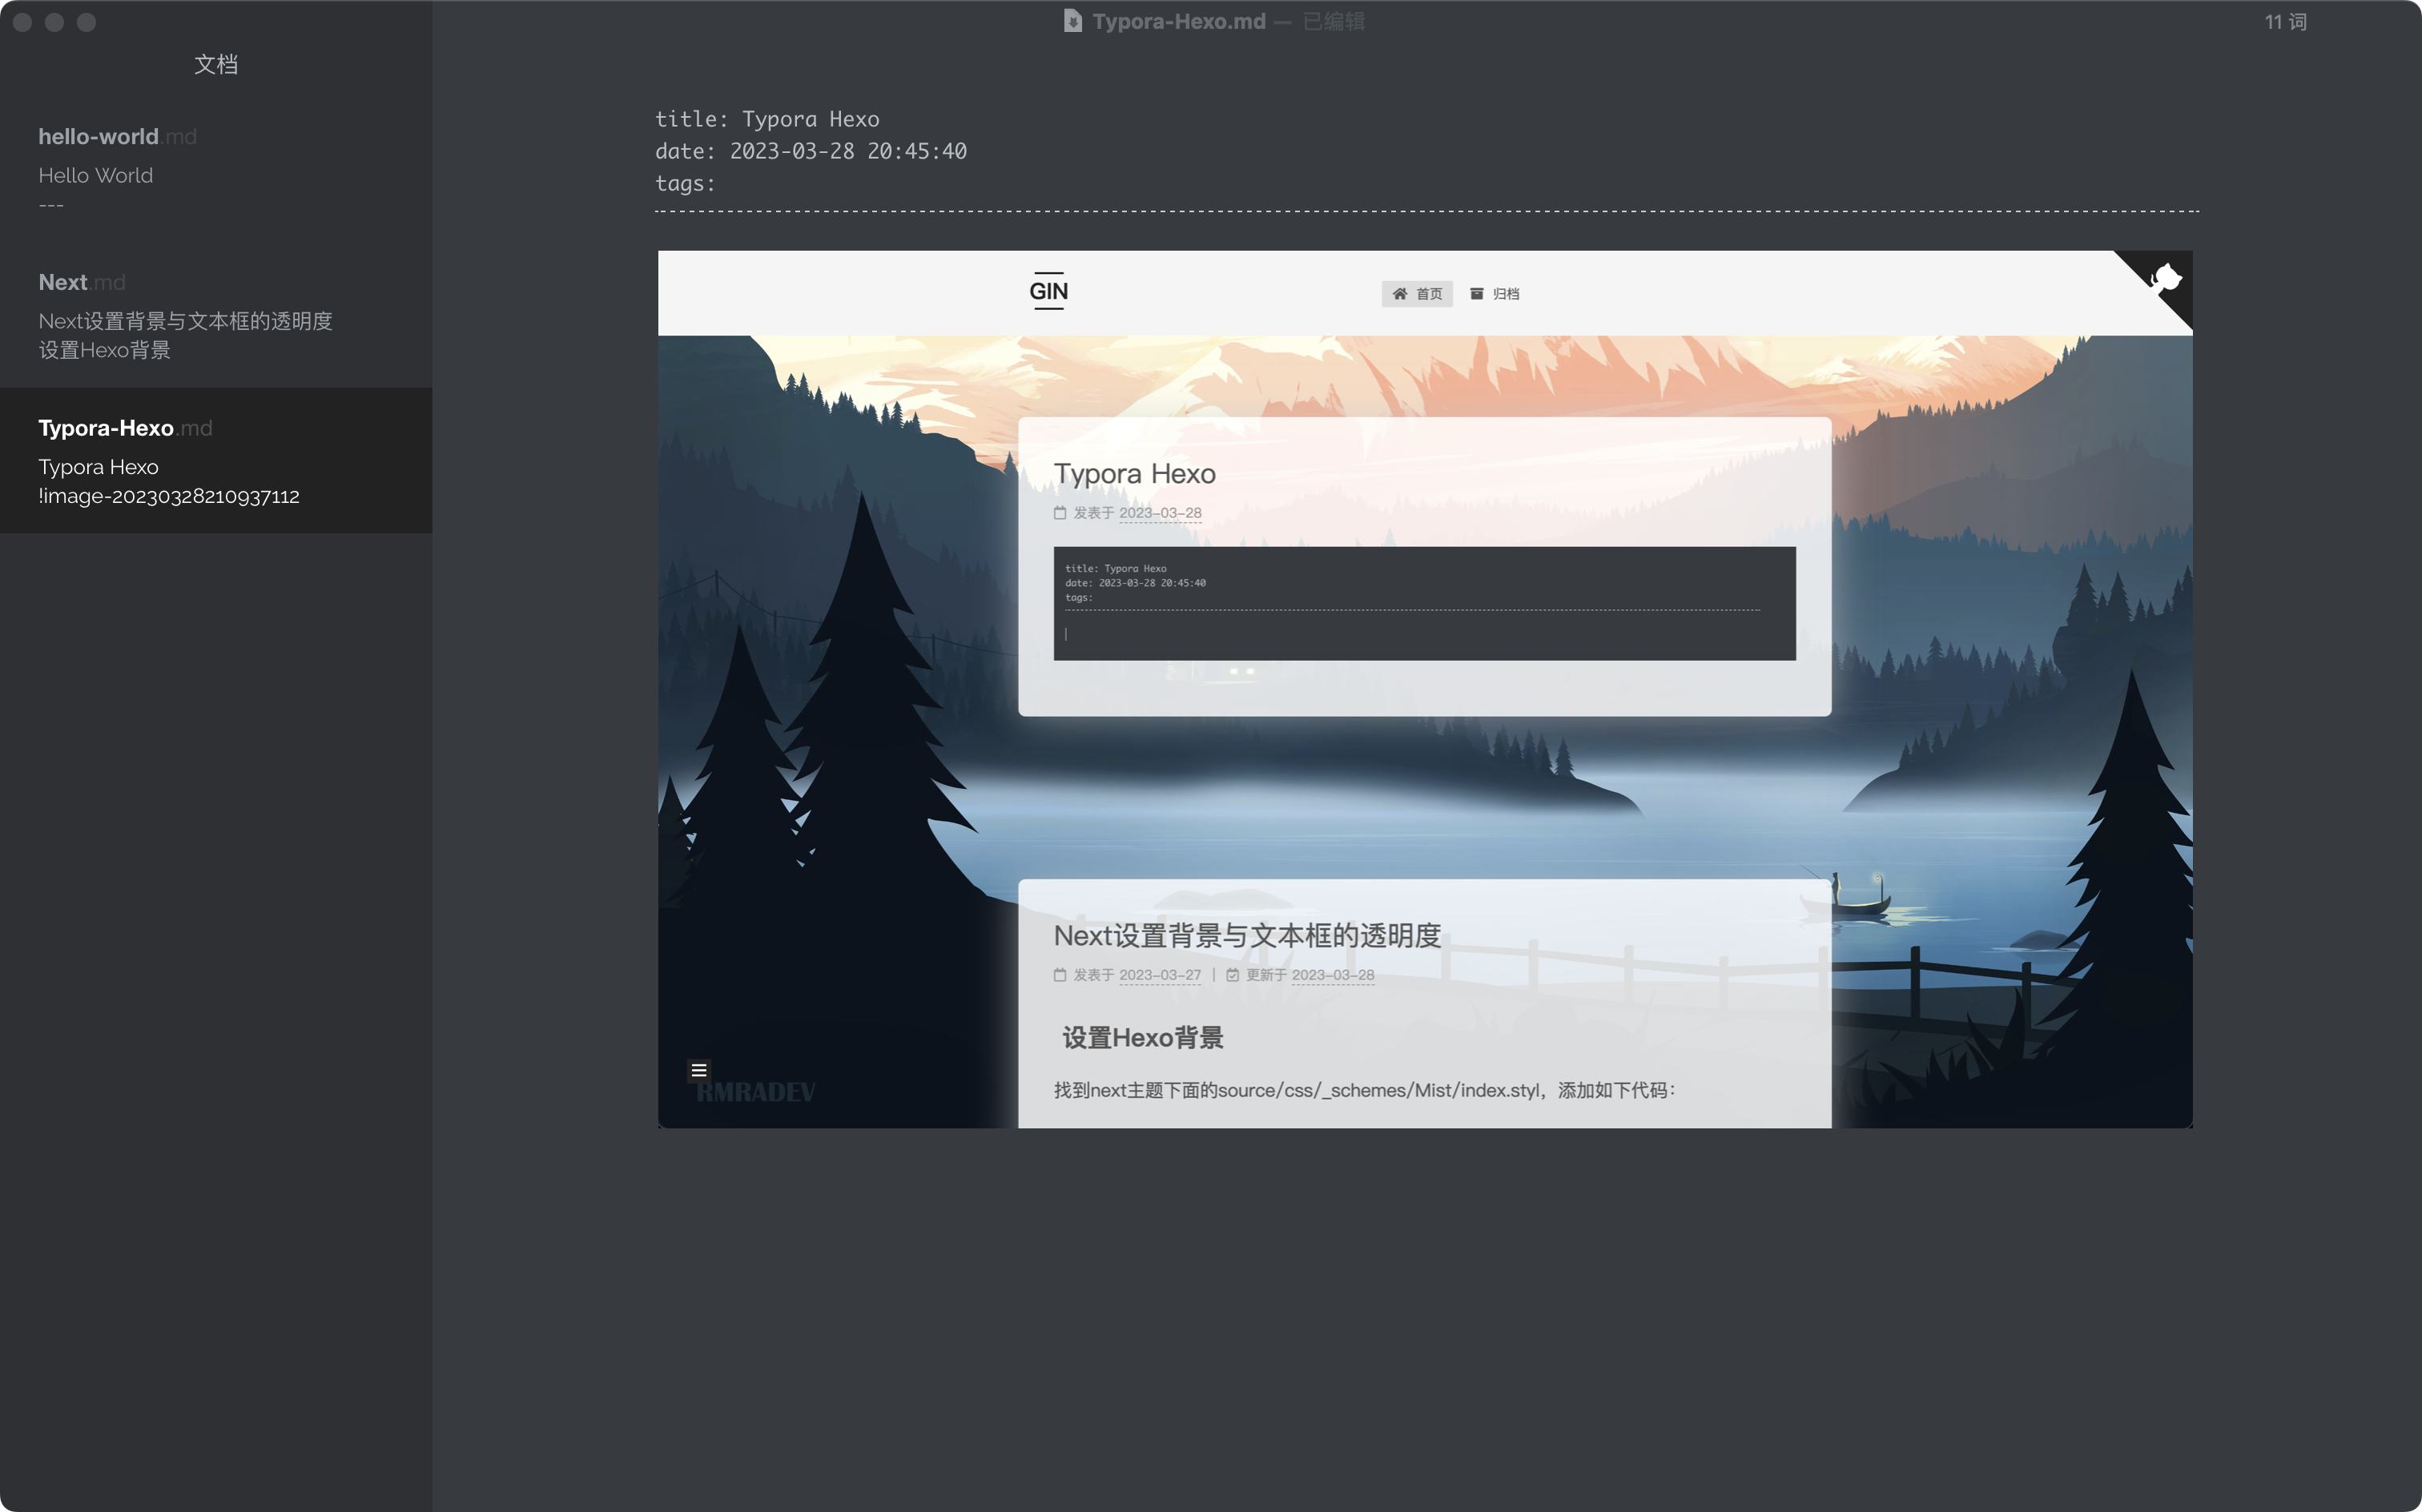 Typora-Hexo.md — 已编辑
11 词
文档
hello-world.md
Hello World
---
Next.md
Next设置背景与文本框的透明度
设置Hexo背景
Typora-Hexo.md
Typora Hexo
!image-20230328210937112
title: Typora Hexo
date: 2023-03-28 20:45:40
tags:
GIN
首页
归档
Typora Hexo
发表于 2023-03-28
title: Typora Hexo
date: 2023-03-28 20:45:40
tags:
Next设置背景与文本框的透明度
发表于 2023-03-27 | 更新于 2023-03-28
设置Hexo背景
找到next主题下面的source/css/_schemes/Mist/index.styl，添加如下代码：
RMRADEV